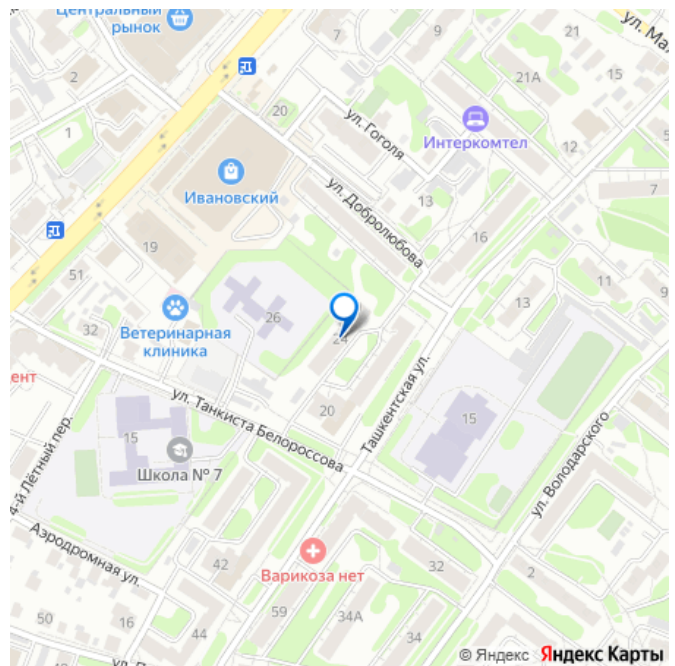 Центральный
рынок
ул. Ма
7
9
21
21А
15
2
1
20
ул. Гоголя
Интеркомтел
12
13
7
Ивановский
ул. Добролюбова
16
19
51
11
9
13
26
32
Ветеринарная
клиника
24
Ташкентская ул.
20
15
ент
ул. Танкиста Белороссова
4-й Лётный пер.
15
Школа № 7
ул. Володарского
Аэродромная ул.
42
Варикоза нет
32
2
50
16
59
34А
44
34
© Яндекс Яндекс Карты